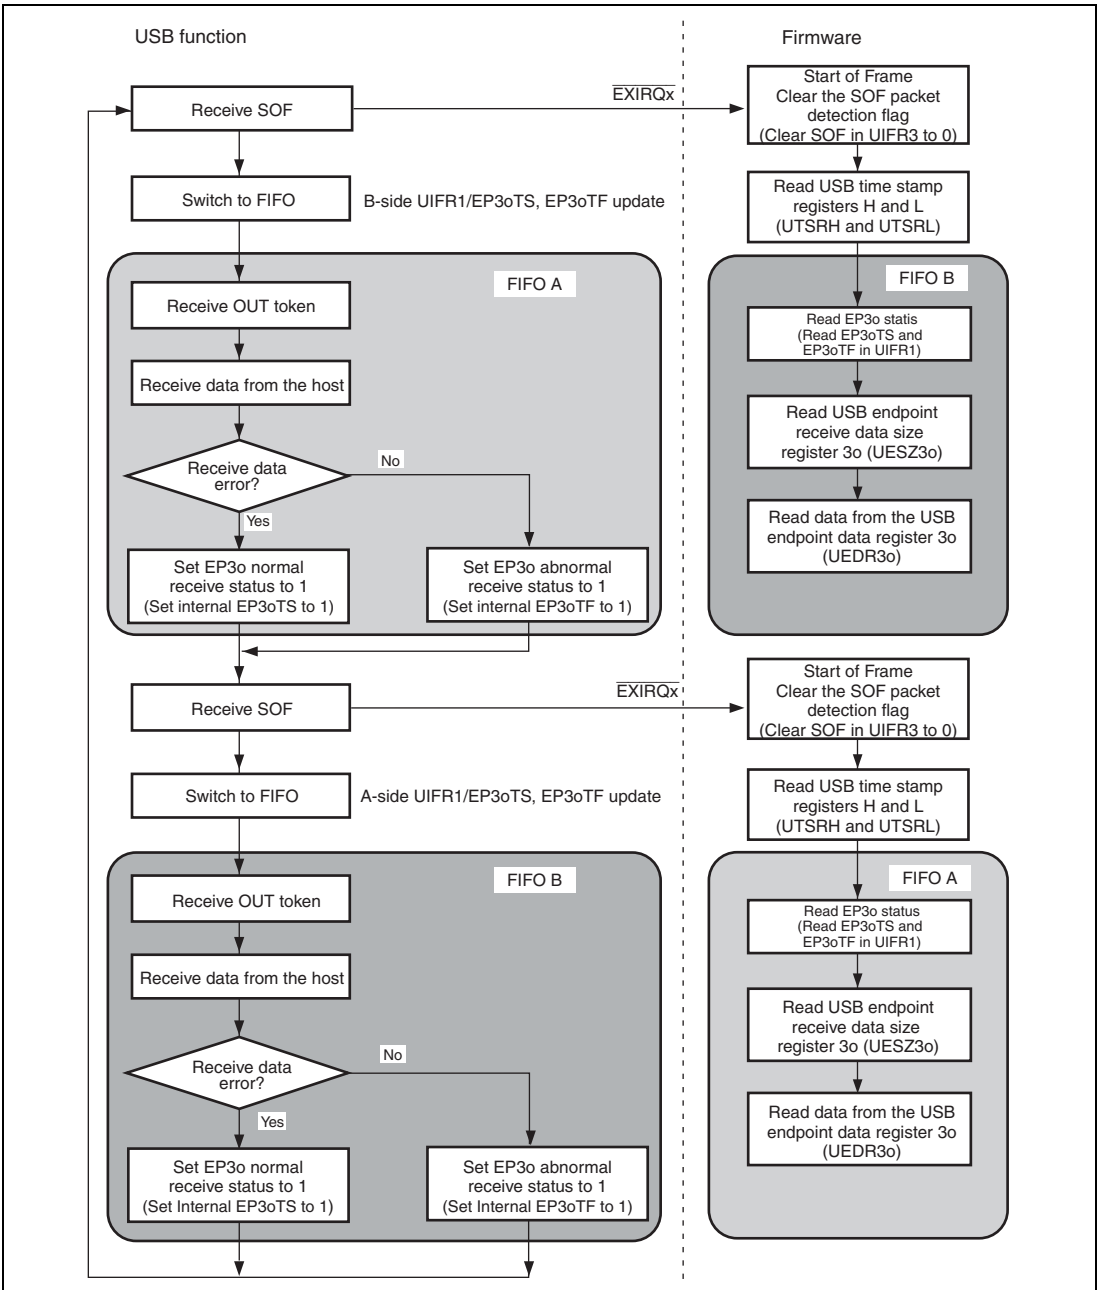 USB function
Firmware
Receive SOF
EXIRQx
Start of Frame
Clear the SOF packet
detection flag
(Clear SOF in UIFR3 to 0)
Switch to FIFO
B-side UIFR1/EP3oTS, EP3oTF update
Read USB time stamp
registers H and L
(UTSRH and UTSRL)
FIFO A
Receive OUT token
Receive data from the host
Receive data
error?
No
Yes
Set EP3o normal
receive status to 1
(Set internal EP3oTS to 1)
Set EP3o abnormal
receive status to 1
(Set internal EP3oTF to 1)
FIFO B
Read EP3o statis
(Read EP3oTS and
EP3oTF in UIFR1)
Read USB endpoint
receive data size
register 3o (UESZ3o)
Read data from the USB
endpoint data register 3o
(UEDR3o)
Receive SOF
EXIRQx
Start of Frame
Clear the SOF packet
detection flag
(Clear SOF in UIFR3 to 0)
Switch to FIFO
A-side UIFR1/EP3oTS, EP3oTF update
Read USB time stamp
registers H and L
(UTSRH and UTSRL)
FIFO B
Receive OUT token
Receive data from the host
Receive data
error?
No
Yes
Set EP3o normal
receive status to 1
(Set Internal EP3oTS to 1)
Set EP3o abnormal
receive status to 1
(Set Internal EP3oTF to 1)
FIFO A
Read EP3o status
(Read EP3oTS and
EP3oTF in UIFR1)
Read USB endpoint
receive data size
register 3o (UESZ3o)
Read data from the USB
endpoint data register 3o
(UEDR3o)